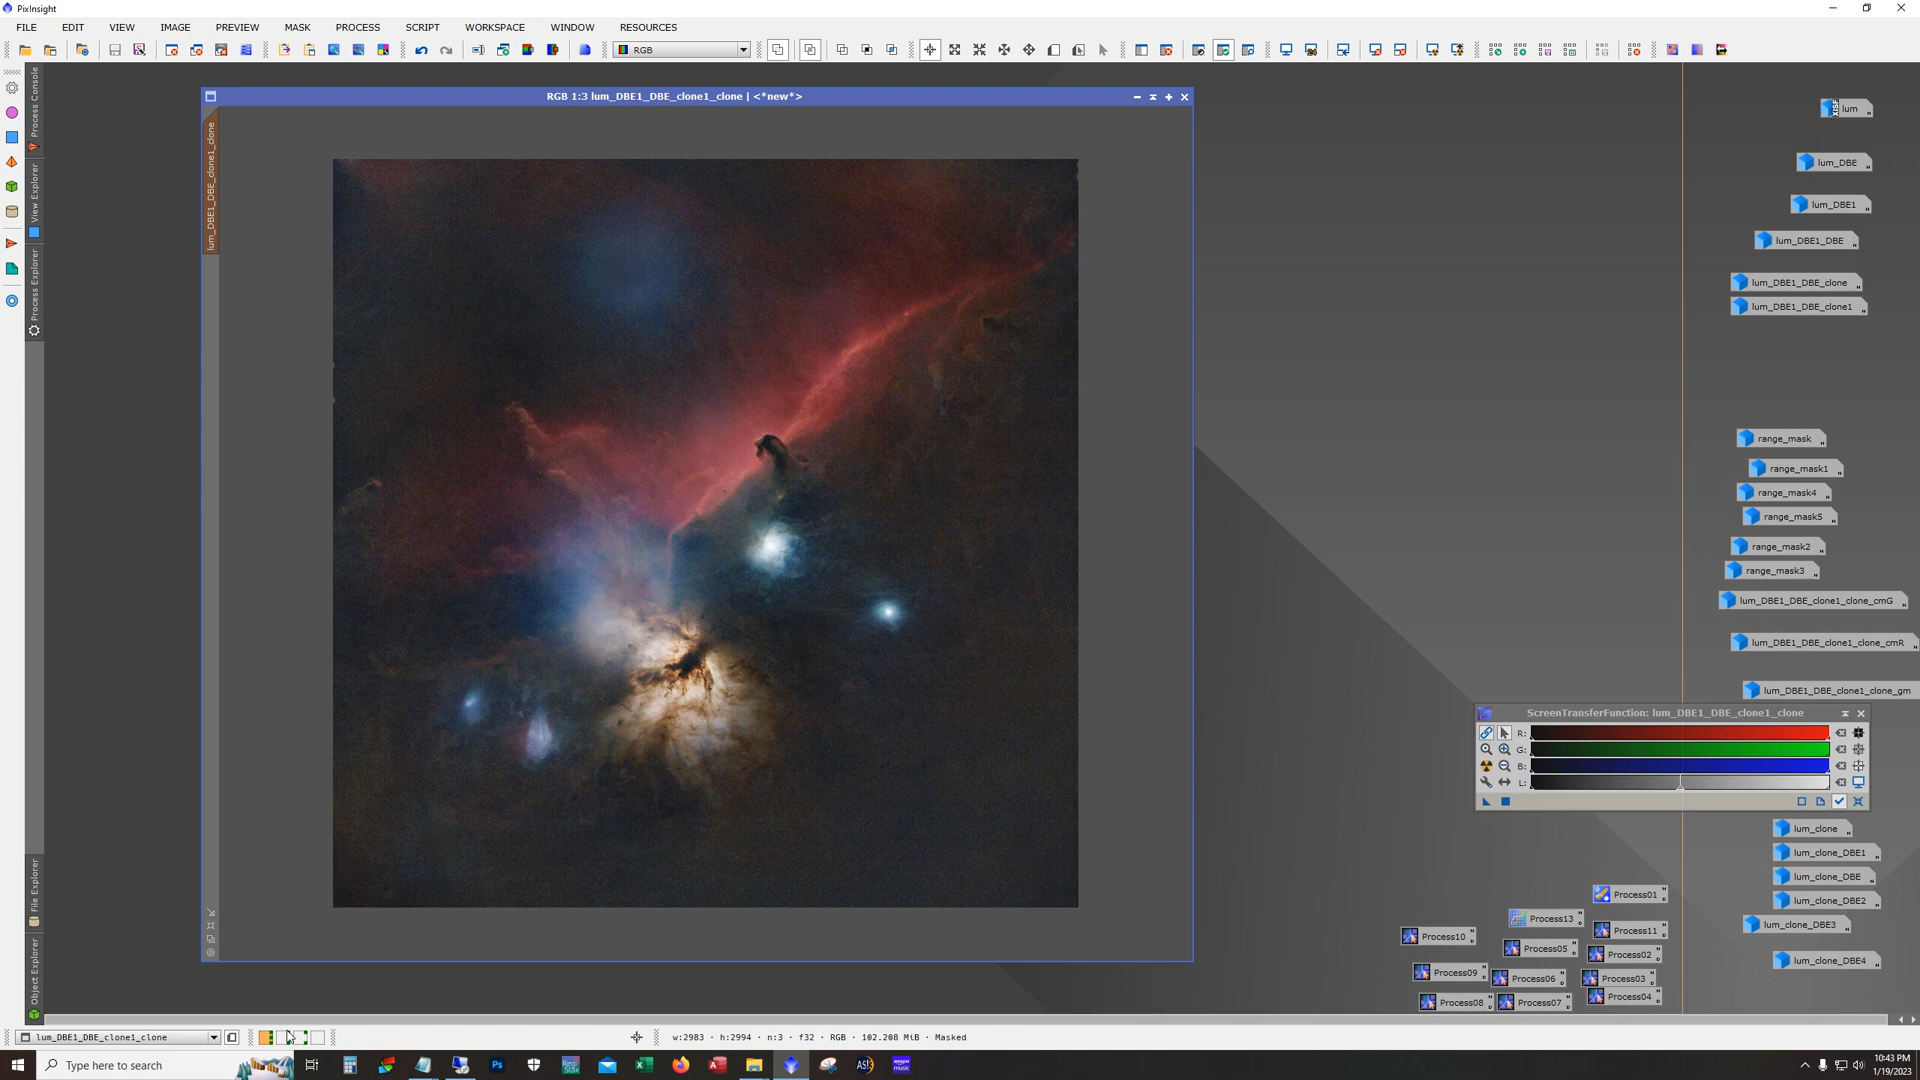 PixInsight
FILE EDIT VIEW IMAGE PREVIEW MASK PROCESS SCRIPT WORKSPACE WINDOW RESOURCES
RGB
RGB 1:3 lum_DBE1_DBE_clone1_clone | <*new*>
lum_DBE1_DBE_clone1_clone
Process Console
View Explorer
Process Explorer
File Explorer
Object Explorer
lum
lum_DBE
lum_DBE1
lum_DBE1_DBE
lum_DBE1_DBE_clone
lum_DBE1_DBE_clone1
range_mask
range_mask1
range_mask4
range_mask5
range_mask2
range_mask3
lum_DBE1_DBE_clone1_clone_cmG
lum_DBE1_DBE_clone1_clone_cmR
lum_DBE1_DBE_clone1_clone_gm
ScreenTransferFunction: lum_DBE1_DBE_clone1_clone
R:
G:
B:
L:
lum_clone
lum_clone_DBE1
lum_clone_DBE
lum_clone_DBE2
lum_clone_DBE3
lum_clone_DBE4
Process01
Process13
Process11
Process10
Process05
Process02
Process09
Process06
Process03
Process04
Process08
Process07
lum_DBE1_DBE_clone1_clone
w:2983 · h:2994 · n:3 · f32 · RGB · 102.208 MiB · Masked
Type here to search
10:43 PM
1/19/2023